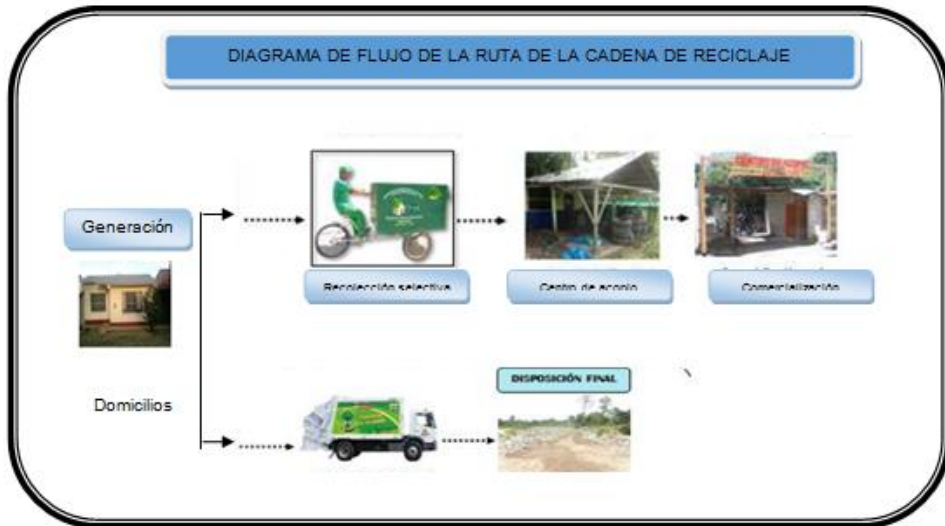 DIAGRAMA DE FLUJO DE LA RUTA DE LA CADENA DE RECICLAJE
Generación
Recolección selectiva
Centro de acopio
Comercialización
Domicilios
DISPOSICIÓN FINAL